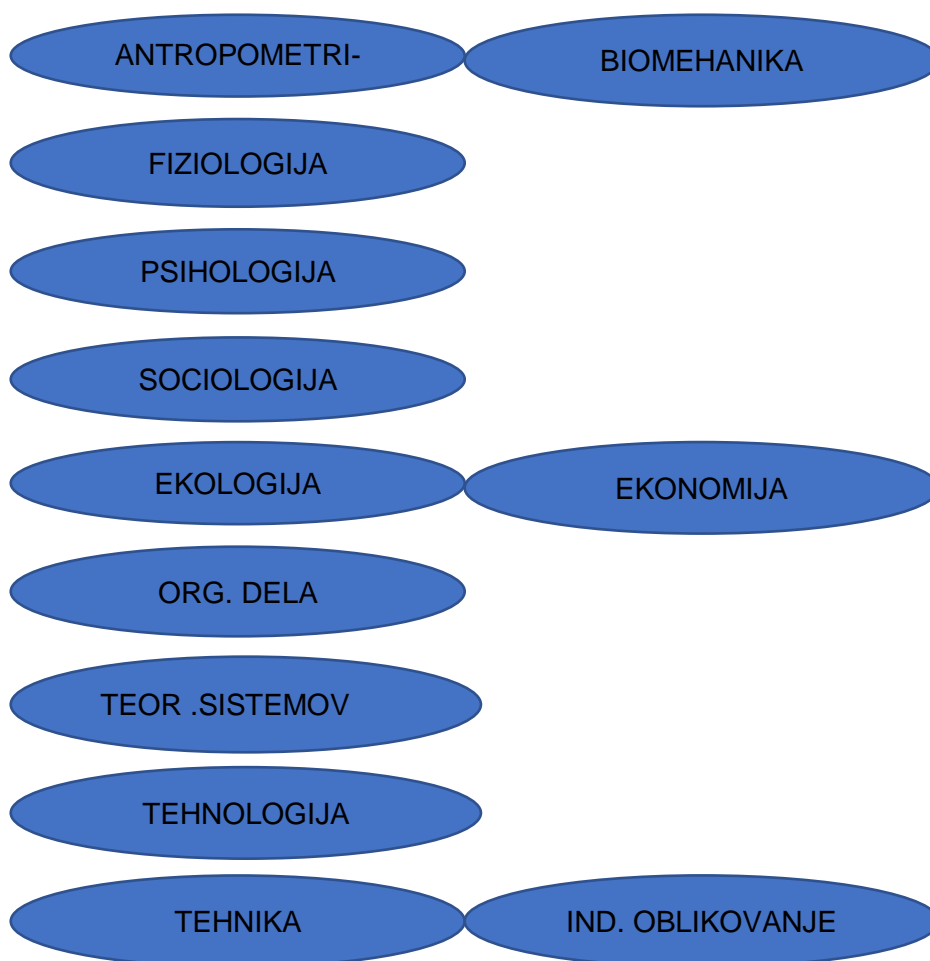 ANTROPOMETRI-
BIOMEHANIKA
FIZIOLOGIJA
PSIHOLOGIJA
SOCIOLOGIJA
EKOLOGIJA
EKONOMIJA
ORG. DELA
TEOR .SISTEMOV
TEHNOLOGIJA
TEHNIKA
IND. OBLIKOVANJE